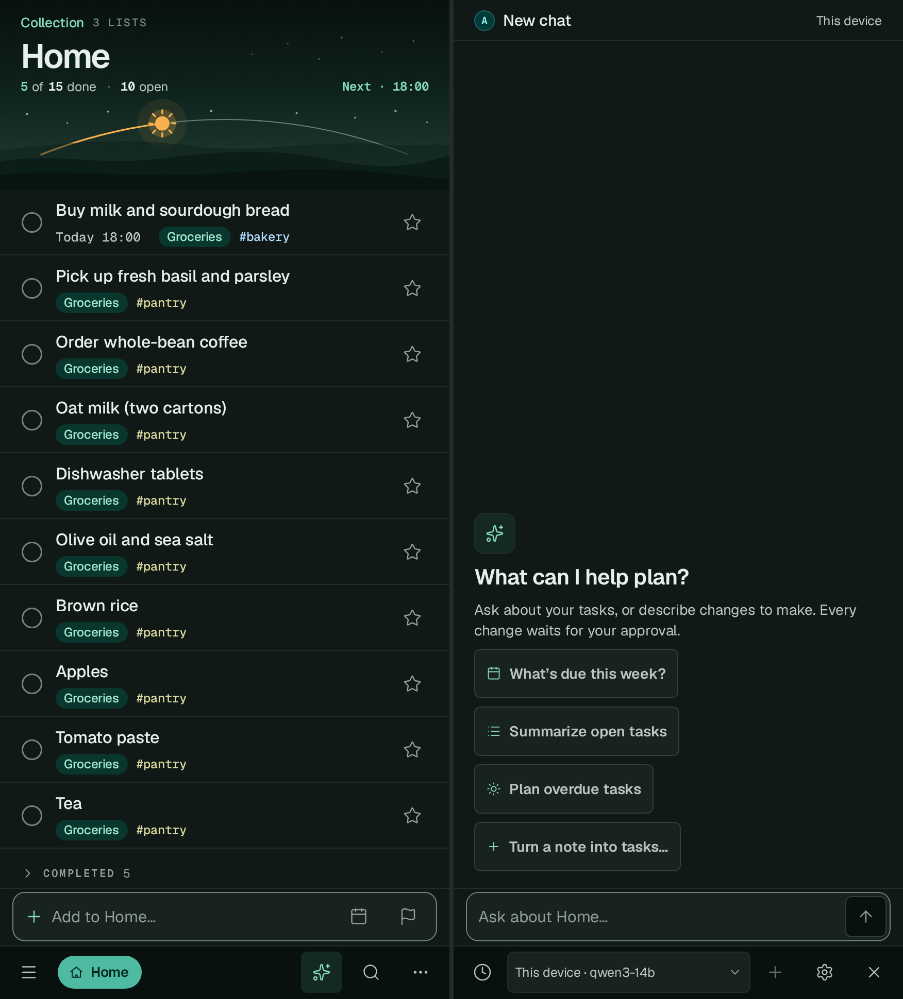 Collection 3 LISTS
Home
5 of 15 done · 10 open
Next · 18:00
Buy milk and sourdough bread
Today 18:00 Groceries #bakery
Pick up fresh basil and parsley
Groceries #pantry
Order whole-bean coffee
Groceries #pantry
Oat milk (two cartons)
Groceries #pantry
Dishwasher tablets
Groceries #pantry
Olive oil and sea salt
Groceries #pantry
Brown rice
Groceries #pantry
Apples
Groceries #pantry
Tomato paste
Groceries #pantry
Tea
Groceries #pantry
COMPLETED 5
Add to Home…
Home
A New chat
This device
What can I help plan?
Ask about your tasks, or describe changes to make. Every
change waits for your approval.
What's due this week?
Summarize open tasks
Plan overdue tasks
Turn a note into tasks…
Ask about Home…
This device · qwen3-14b